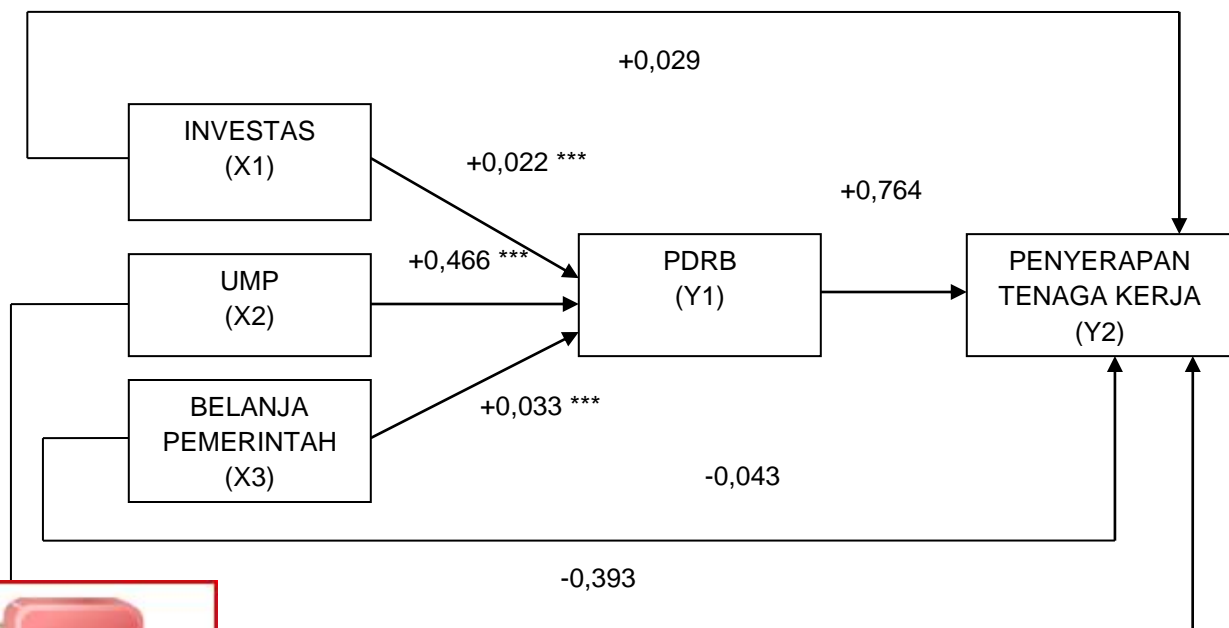 +0,029
INVESTAS
(X1)
+0,022 ***
+0,764
+0,466 ***
UMP
(X2)
PDRB
(Y1)
PENYERAPAN
TENAGA KERJA
(Y2)
BELANJA
PEMERINTAH
(X3)
+0,033 ***
-0,043
-0,393